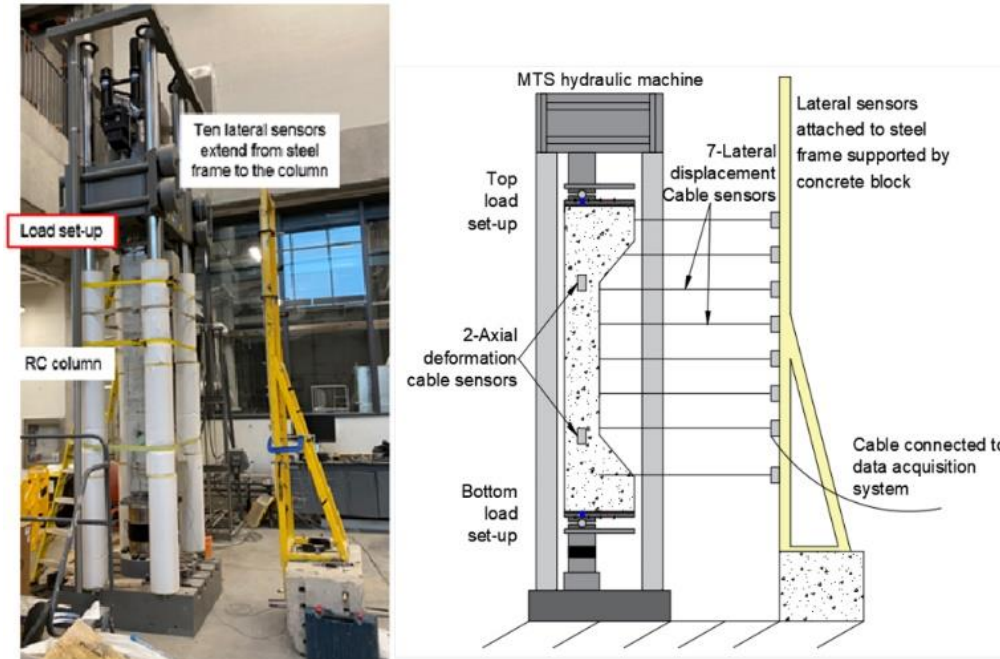 Ten lateral sensors
extend from steel
frame to the column
Load set-up
RC column
MTS hydraulic machine
Top
load
set-up
7-Lateral
displacement
Cable sensors
Lateral sensors
attached to steel
frame supported by
concrete block
2-Axial
deformation
cable sensors
Bottom
load
set-up
Cable connected to
data acquisition
system